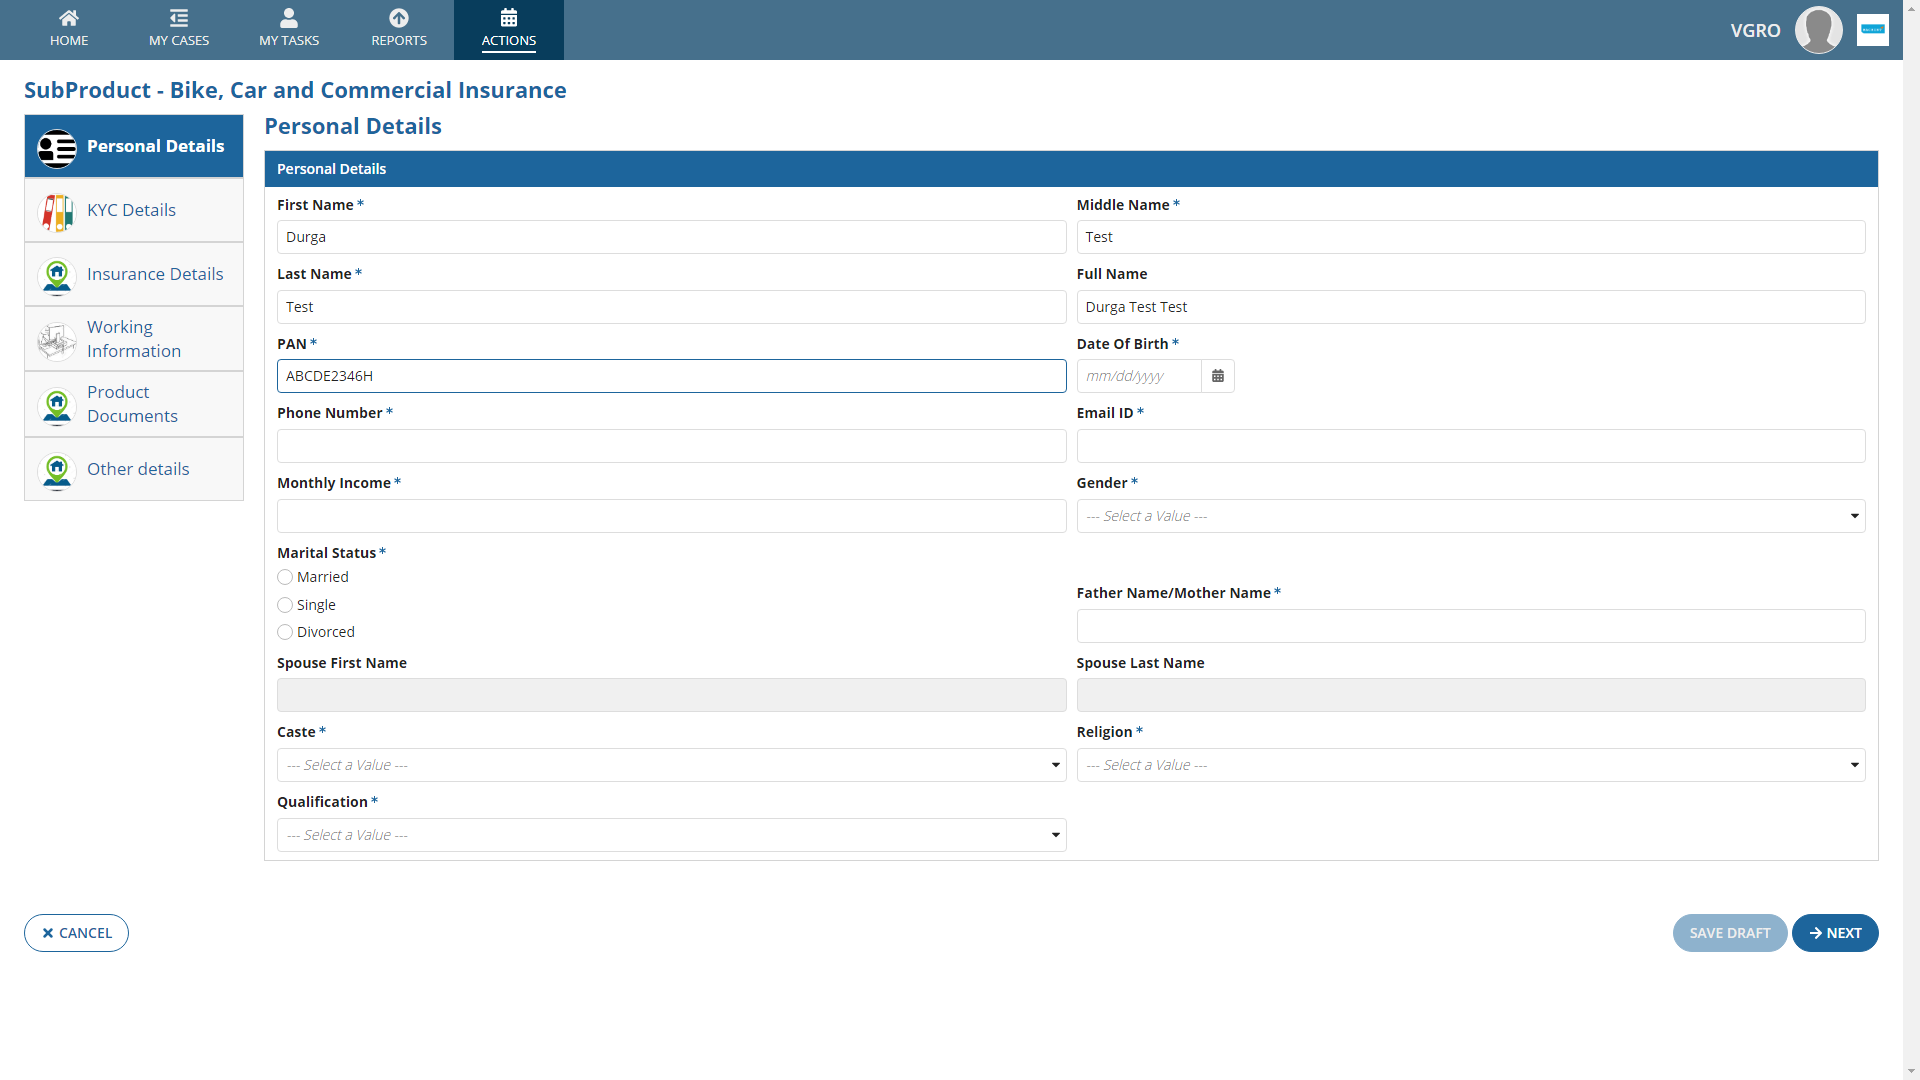 HOME
MY CASES
MY TASKS
REPORTS
ACTIONS
VGRO
SubProduct - Bike, Car and Commercial Insurance
Personal Details
KYC Details
Insurance Details
Working
Information
Product
Documents
Other details
Personal Details
Personal Details
First Name *
Durga
Middle Name *
Test
Last Name *
Test
Full Name
Durga Test Test
PAN *
ABCDE2346H
Date Of Birth *
mm/dd/yyyy
Phone Number *
Email ID *
Monthly Income *
Gender *
--- Select a Value ---
Marital Status *
Married
Single
Divorced
Father Name/Mother Name *
Spouse First Name
Spouse Last Name
Caste *
--- Select a Value ---
Religion *
--- Select a Value ---
Qualification *
--- Select a Value ---
CANCEL
SAVE DRAFT
NEXT